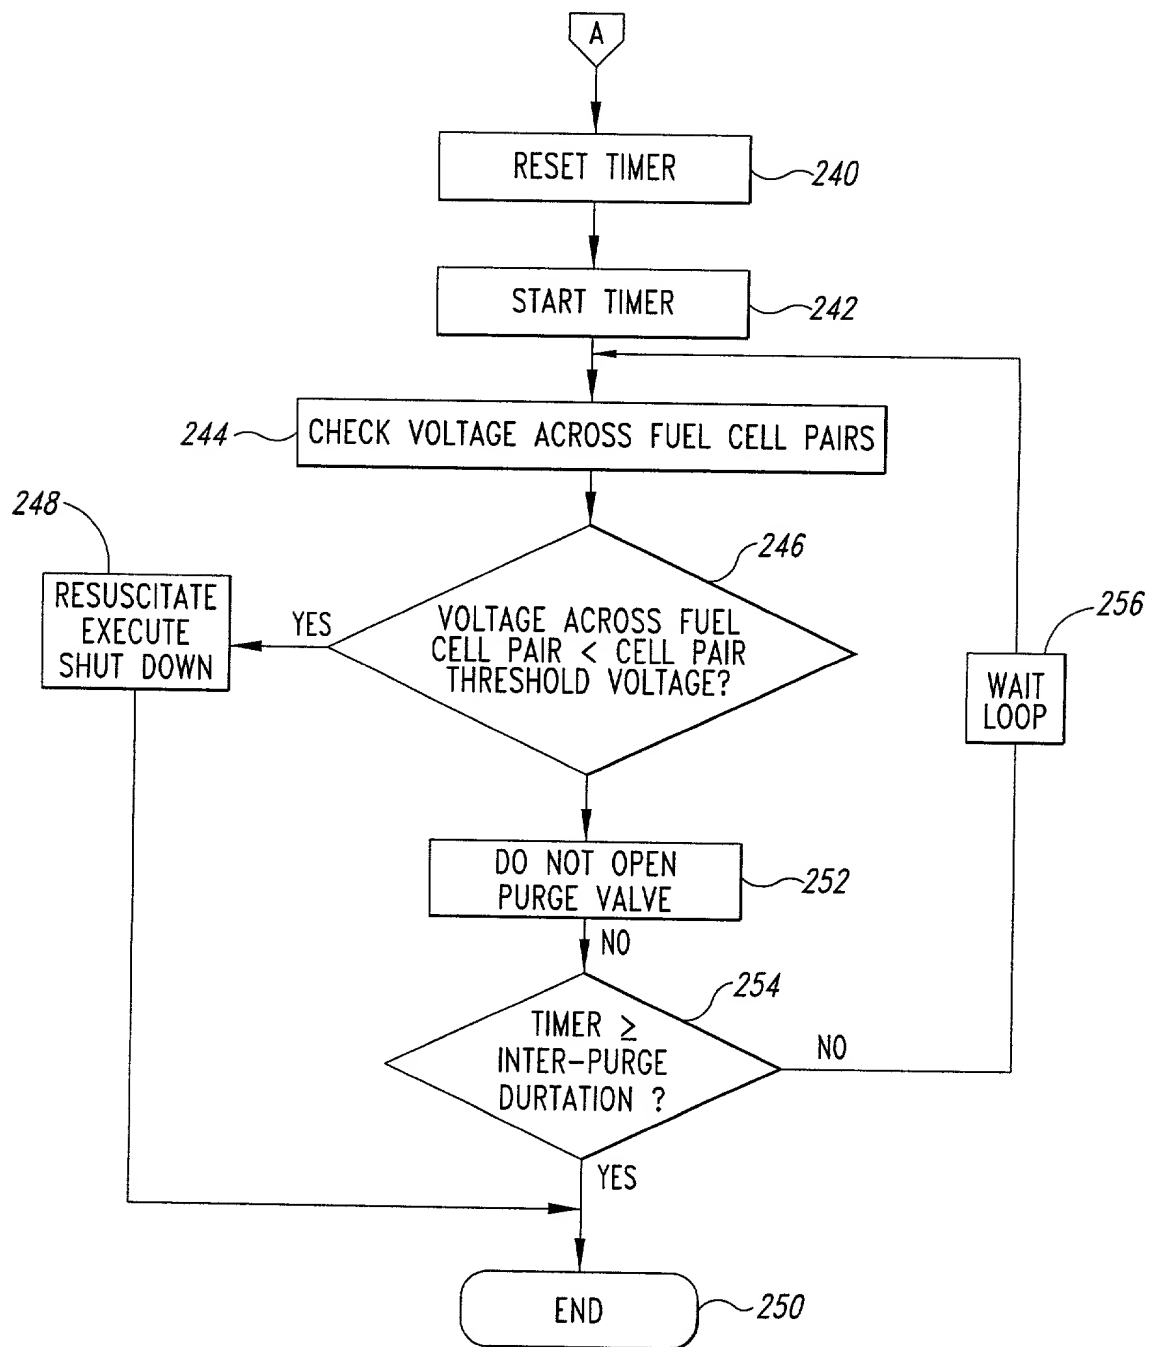 A
RESET TIMER
240
START TIMER
242
244
CHECK VOLTAGE ACROSS FUEL CELL PAIRS
248
246
RESUSCITATE
EXECUTE
SHUT DOWN
YES
VOLTAGE ACROSS FUEL
CELL PAIR < CELL PAIR
THRESHOLD VOLTAGE?
256
WAIT
LOOP
DO NOT OPEN
PURGE VALVE
252
NO
254
TIMER ≥
INTER-PURGE
DURTATION ?
NO
YES
END
250